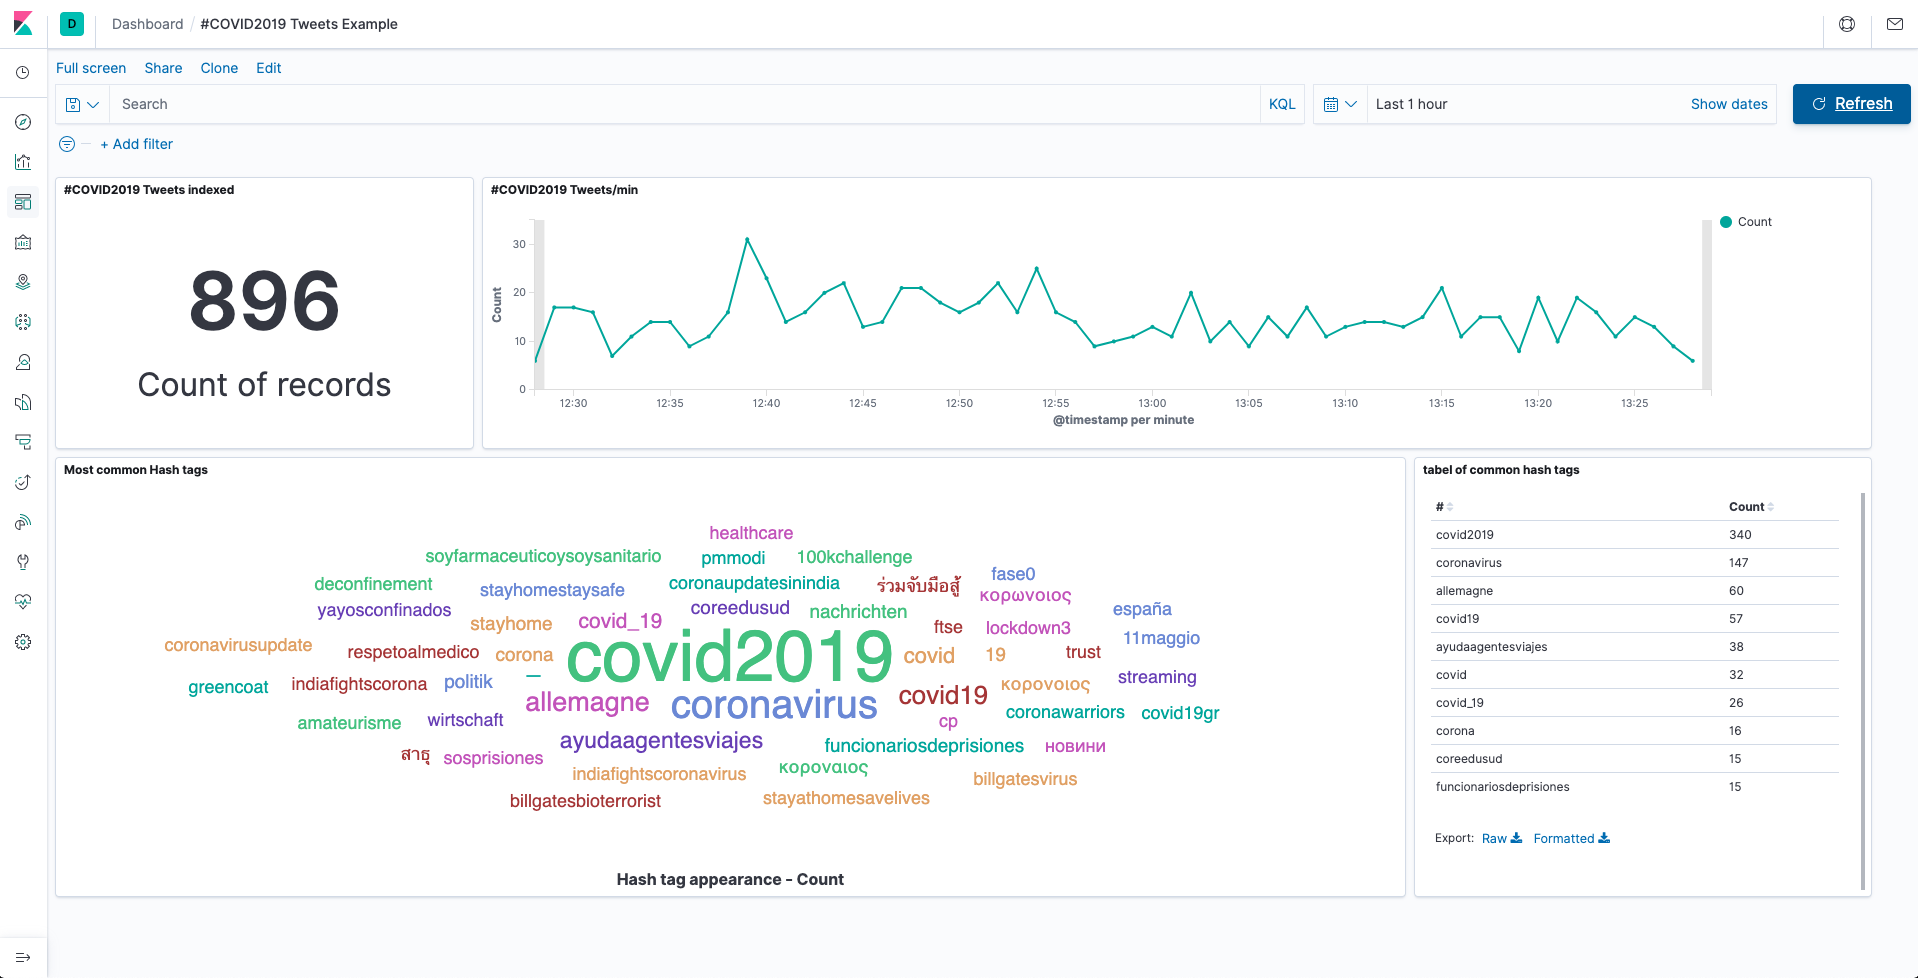 D
Dashboard / #COVID2019 Tweets Example
Full screen Share Clone Edit
Search KQL Last 1 hour Show dates Refresh
+ Add filter
#COVID2019 Tweets indexed
896
Count of records
#COVID2019 Tweets/min
Count
30
20
10
0
Count
12:30 12:35 12:40 12:45 12:50 12:55 13:00 13:05 13:10 13:15 13:20 13:25
@timestamp per minute
Most common Hash tags
healthcare
soyfarmaceuticoysoysanitario pmmodi 100kchallenge
deconfinement stayhomestaysafe coronaupdatesinindia ร่วมจับมือสู้ fase0
yayosconfinados coreedusud nachrichten κορωνοιος españa
stayhome covid_19 ftse lockdown3 11maggio
coronavirusupdate respetoalmedico corona covid2019 covid 19 trust
greencoat indiafightscorona politik — κορονοιος streaming
allemagne coronavirus covid19
amateurisme wirtschaft cp coronawarriors covid19gr
ayudaagentesviajes funcionariosdeprisiones новини
สาธุ sosprisiones indiafightscoronavirus κοροναιος billgatesvirus
billgatesbioterrorist stayathomesavelives
Hash tag appearance - Count
tabel of common hash tags
# Count
covid2019 340
coronavirus 147
allemagne 60
covid19 57
ayudaagentesviajes 38
covid 32
covid_19 26
corona 16
coreedusud 15
funcionariosdeprisiones 15
Export: Raw Formatted